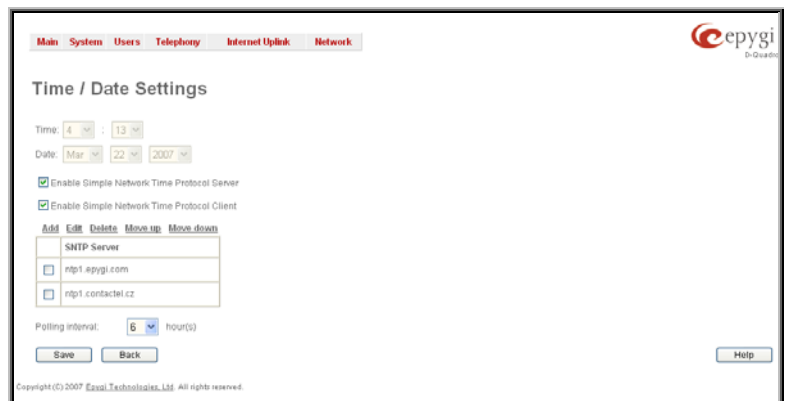 Main System Users Telephony Internet Uplink Network
epygi
D-Quadro
Time / Date Settings
Time: 4 : 13
Date: Mar 22 2007
Enable Simple Network Time Protocol Server
Enable Simple Network Time Protocol Client
Add Edit Delete Move up Move down
SNTP Server
ntp1.epygi.com
ntp1.contactel.cz
Polling interval: 6 hour(s)
Save Back Help
Copyright (C) 2007 Epygi Technologies, Ltd. All rights reserved.